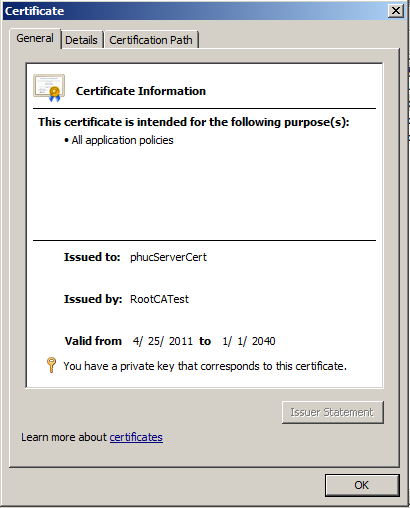 Certificate
General Details Certification Path
Certificate Information
This certificate is intended for the following purpose(s):
• All application policies
Issued to: phucServerCert
Issued by: RootCATest
Valid from 4/ 25/ 2011 to 1/ 1/ 2040
You have a private key that corresponds to this certificate.
Issuer Statement
Learn more about certificates
OK